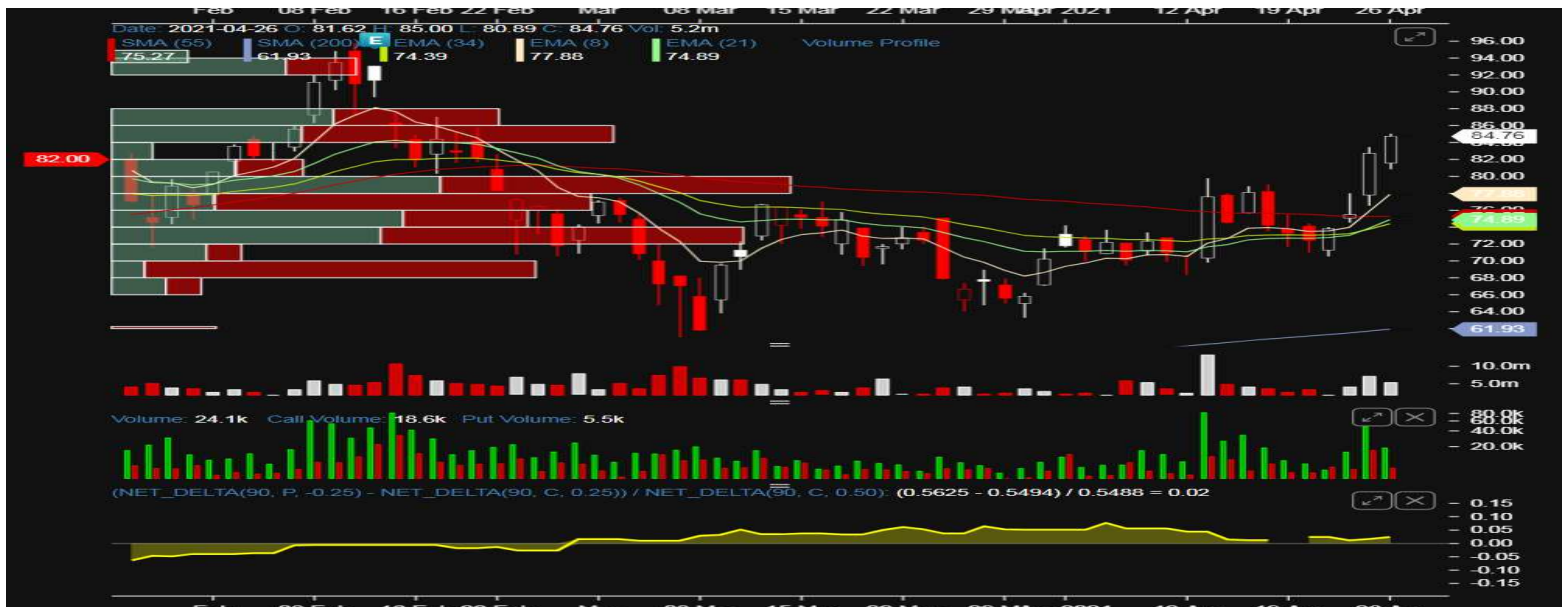 Feb 08 Feb 16 Feb 22 Feb Mar 08 Mar 15 Mar 22 Mar 29 Apr 2021 12 Apr 19 Apr 26 Apr
Date: 2021-04-26 O: 81.62 H: 85.00 L: 80.89 C: 84.76 Vol: 5.2m
SMA (55) SMA (200) EMA (34) EMA (8) EMA (21) Volume Profile
75.27 61.93 74.39 77.88 74.89
E
96.00
94.00
92.00
90.00
88.00
86.00
84.76
82.00
82.00
80.00
78.00
74.89
72.00
70.00
68.00
66.00
64.00
61.93
10.0m
5.0m
Volume: 24.1k Call Volume: 18.6k Put Volume: 5.5k
80.0k
60.0k
40.0k
20.0k
(NET_DELTA(90, P, -0.25) - NET_DELTA(90, C, 0.25)) / NET_DELTA(90, C, 0.50): (0.5625 - 0.5494) / 0.5488 = 0.02
0.15
0.10
0.05
0.00
-0.05
-0.10
-0.15